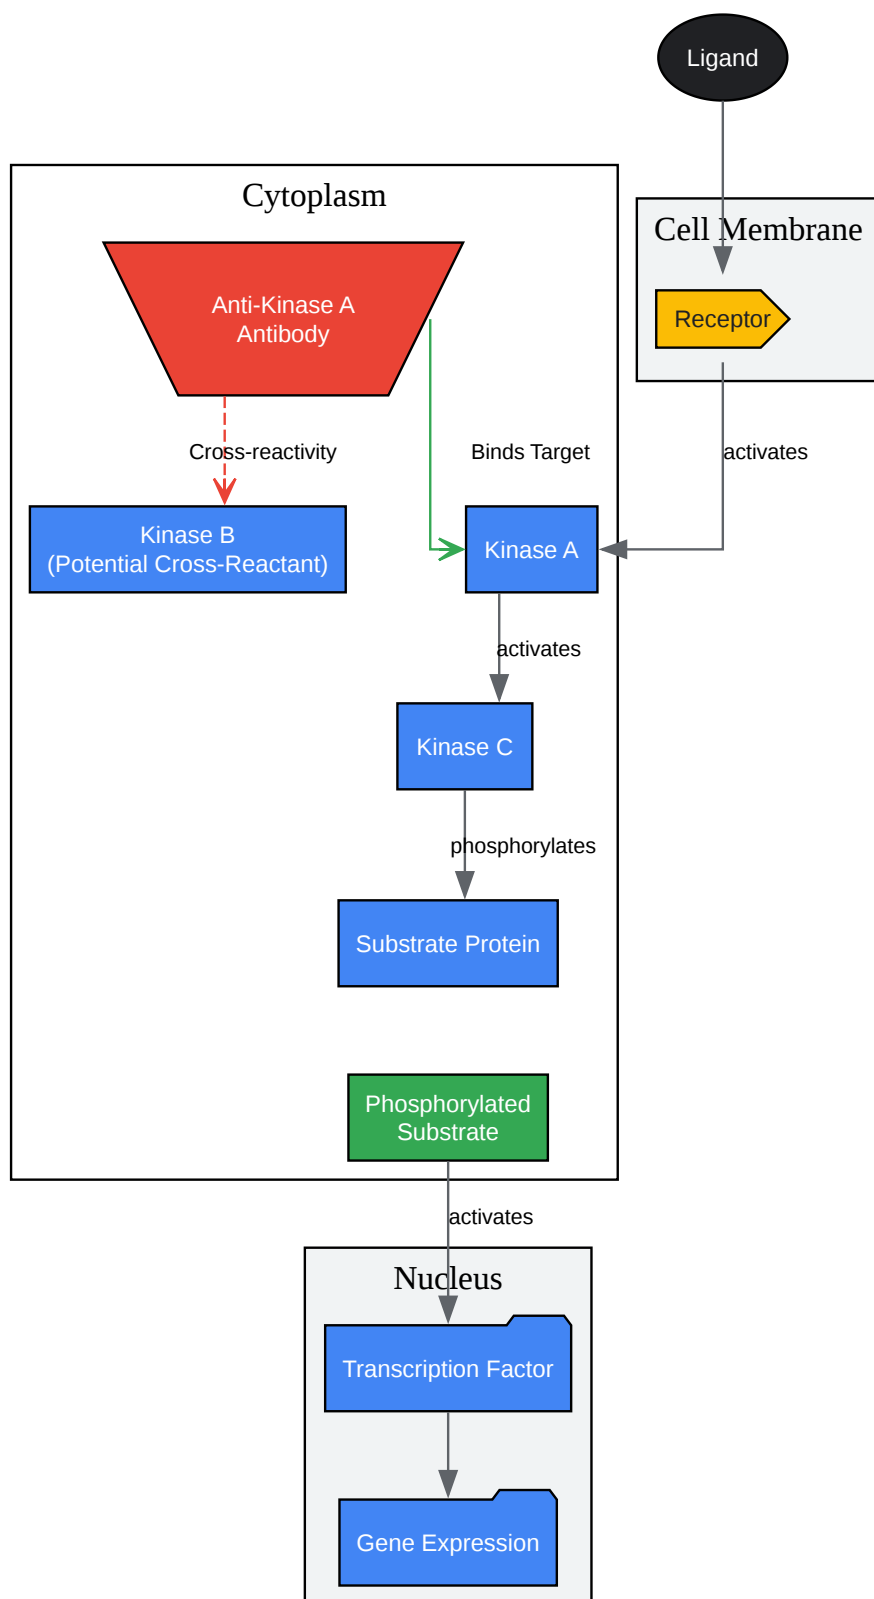 Ligand
Cytoplasm
Cell Membrane
Anti-Kinase A
Antibody
Receptor
Cross-reactivity
Binds Target
activates
Kinase B
(Potential Cross-Reactant)
Kinase A
activates
Kinase C
phosphorylates
Substrate Protein
Phosphorylated
Substrate
activates
Nucleus
Transcription Factor
Gene Expression